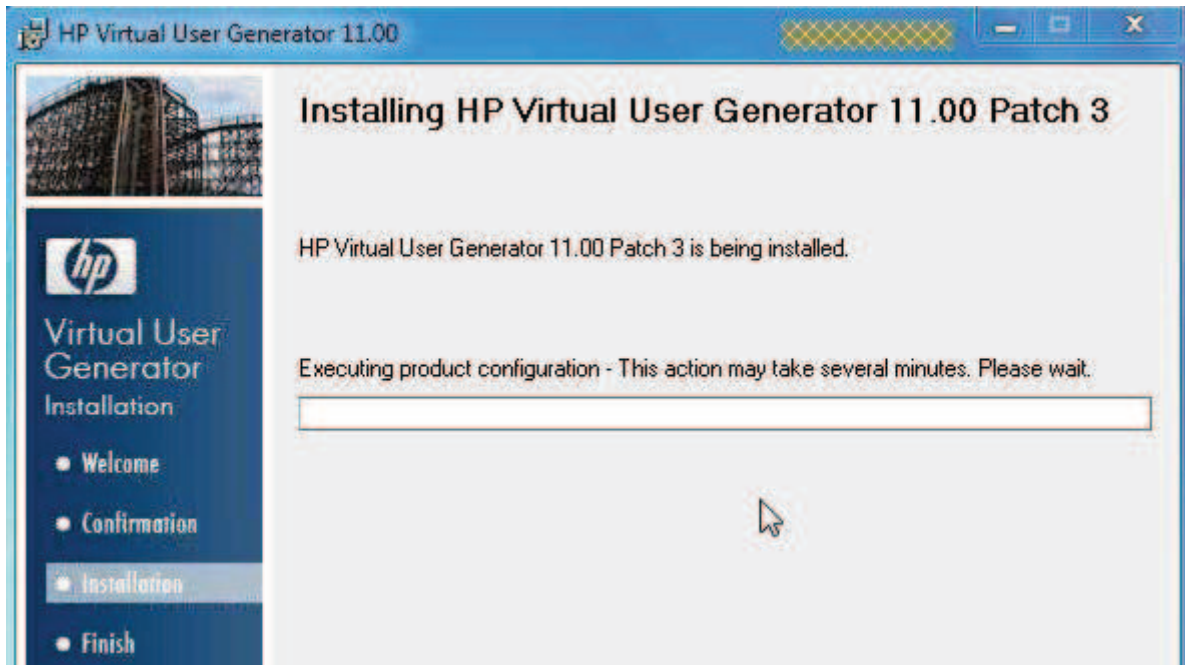 HP Virtual User Generator 11.00
Installing HP Virtual User Generator 11.00 Patch 3
HP Virtual User Generator 11.00 Patch 3 is being installed.
Executing product configuration - This action may take several minutes. Please wait.
hp
Virtual User
Generator
Installation
Welcome
Confirmation
Installation
Finish